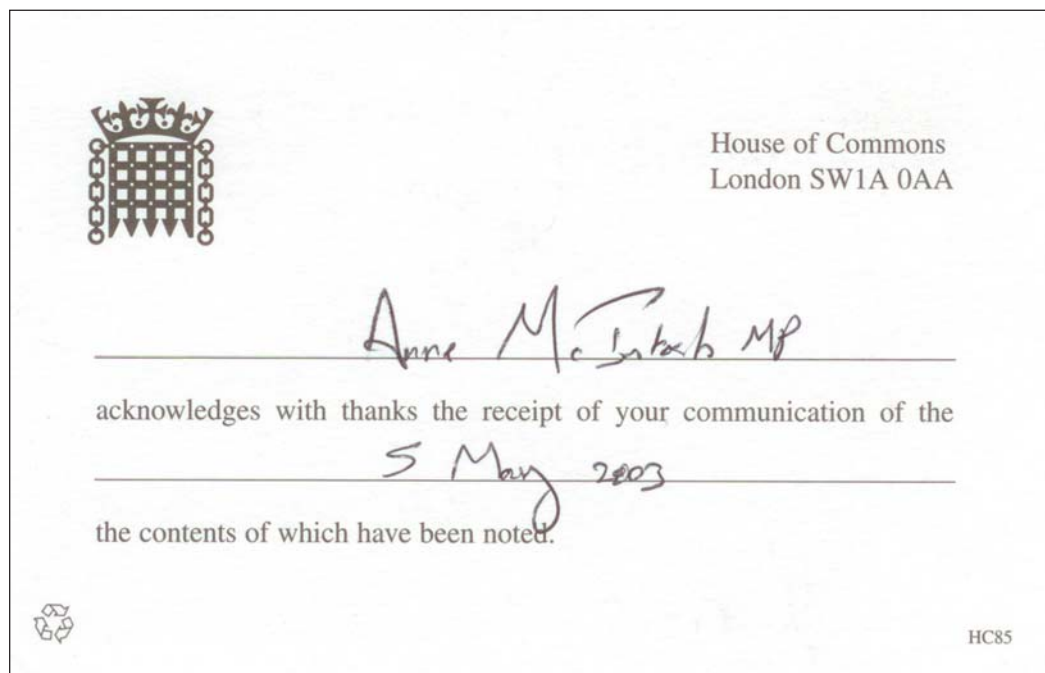 House of Commons
London SW1A 0AA
Anne McIntosh MP
acknowledges with thanks the receipt of your communication of the
5 May 2003
the contents of which have been noted.
HC85